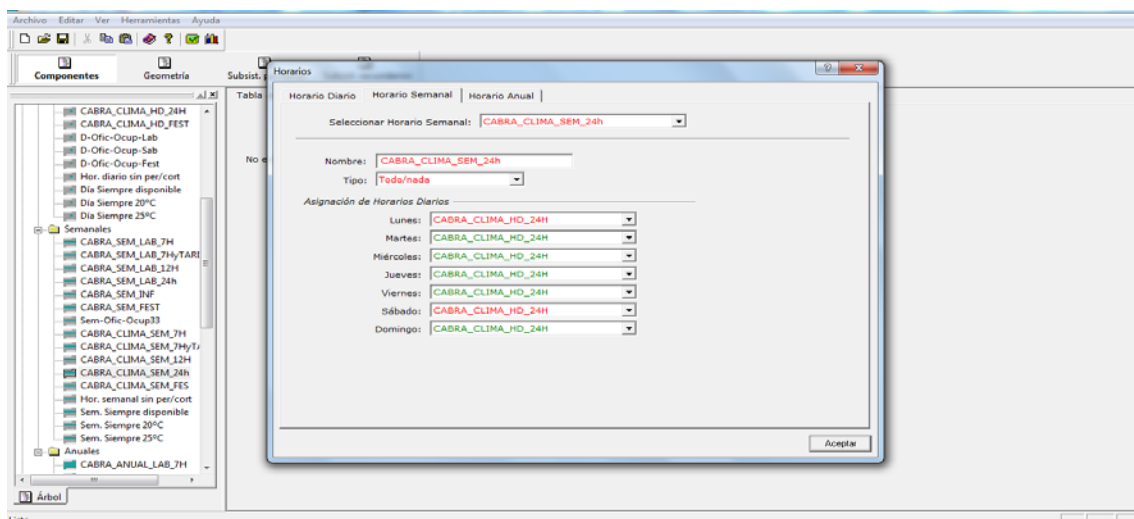 Archivo Editar Ver Herramientas Ayuda
Componentes Geometría Subsist.
Horarios
Horario Diario Horario Semanal Horario Anual
Seleccionar Horario Semanal: CABRA_CLIMA_SEM_24h
Nombre: CABRA_CLIMA_SEM_24h
Tipo: Todo/nada
Asignación de Horarios Diarios
Lunes: CABRA_CLIMA_HD_24H
Martes: CABRA_CLIMA_HD_24H
Miércoles: CABRA_CLIMA_HD_24H
Jueves: CABRA_CLIMA_HD_24H
Viernes: CABRA_CLIMA_HD_24H
Sábado: CABRA_CLIMA_HD_24H
Domingo: CABRA_CLIMA_HD_24H
Aceptar
Tabla
No e
CABRA_CLIMA_HD_24H
CABRA_CLIMA_HD_FEST
D-Ofic-Ocup-Lab
D-Ofic-Ocup-Sab
D-Ofic-Ocup-Fest
Hor. diario sin per/cort
Día Siempre disponible
Día Siempre 20ºC
Día Siempre 25ºC
Semanales
CABRA_SEM_LAB_7H
CABRA_SEM_LAB_7HyTARI
CABRA_SEM_LAB_12H
CABRA_SEM_LAB_24h
CABRA_SEM_INF
CABRA_SEM_FEST
Sem-Ofic-Ocup33
CABRA_CLIMA_SEM_7H
CABRA_CLIMA_SEM_7HyT
CABRA_CLIMA_SEM_12H
CABRA_CLIMA_SEM_24h
CABRA_CLIMA_SEM_FES
Hor. semanal sin per/cort
Sem. Siempre disponible
Sem. Siempre 20ºC
Sem. Siempre 25ºC
Anuales
CABRA_ANUAL_LAB_7H
Árbol